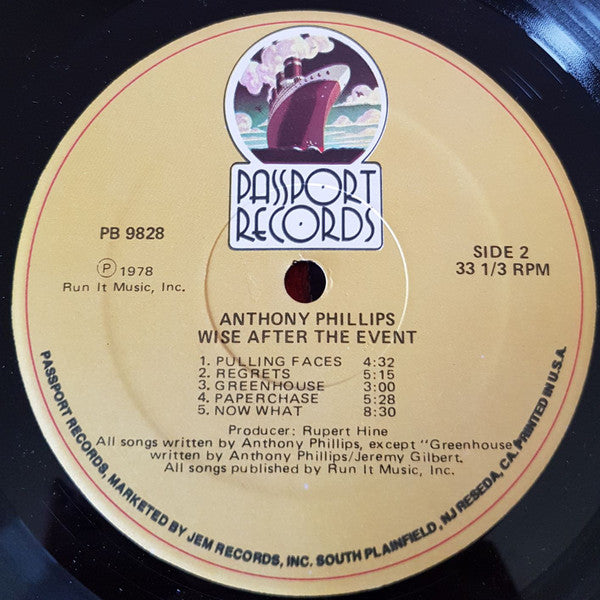 PASSPORT
RECORDS
PB 9828
SIDE 2
Ⓟ 1978
33 1/3 RPM
Run It Music, Inc.
ANTHONY PHILLIPS
WISE AFTER THE EVENT
1. PULLING FACES 4:32
2. REGRETS 5:15
3. GREENHOUSE 3:00
4. PAPERCHASE 5:28
5. NOW WHAT 8:30
Producer: Rupert Hine
All songs written by Anthony Phillips, except "Greenhouse"
written by Anthony Phillips/Jeremy Gilbert.
All songs published by Run It Music, Inc.
PASSPORT RECORDS, MARKETED BY JEM RECORDS, INC. SOUTH PLAINFIELD, NJ RESEDA, CA. PRINTED IN U.S.A.